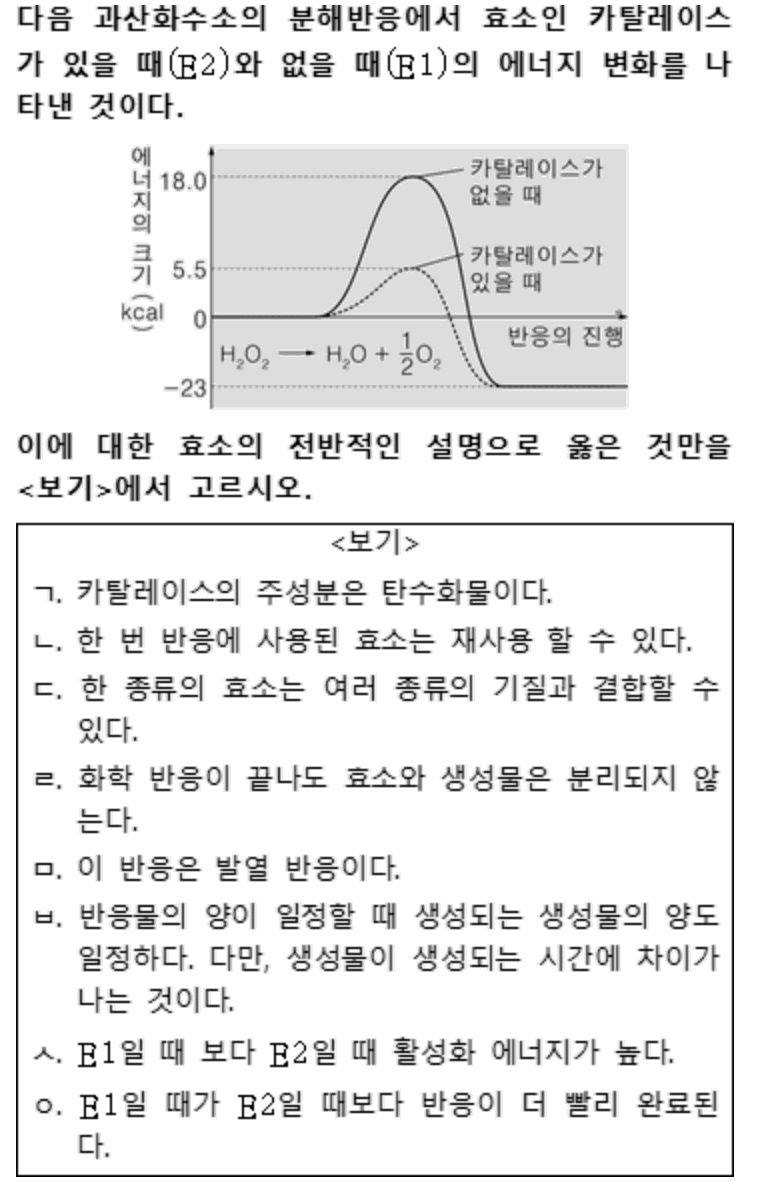 다음 과산화수소의 분해반응에서 효소인 카탈레이스
가 있을 때(E2)와 없을 때(E1)의 에너지 변화를 나
타낸 것이다.
에너지의 크기(kcal)
18.0
5.5
0
-23
카탈레이스가
없을 때
카탈레이스가
있을 때
반응의 진행
H₂O₂ → H₂O + 1/2 O₂
이에 대한 효소의 전반적인 설명으로 옳은 것만을
<보기>에서 고르시오.
<보기>
ㄱ. 카탈레이스의 주성분은 탄수화물이다.
ㄴ. 한 번 반응에 사용된 효소는 재사용 할 수 있다.
ㄷ. 한 종류의 효소는 여러 종류의 기질과 결합할 수
있다.
ㄹ. 화학 반응이 끝나도 효소와 생성물은 분리되지 않
는다.
ㅁ. 이 반응은 발열 반응이다.
ㅂ. 반응물의 양이 일정할 때 생성되는 생성물의 양도
일정하다. 다만, 생성물이 생성되는 시간에 차이가
나는 것이다.
ㅅ. E1일 때 보다 E2일 때 활성화 에너지가 높다.
ㅇ. E1일 때가 E2일 때보다 반응이 더 빨리 완료된
다.